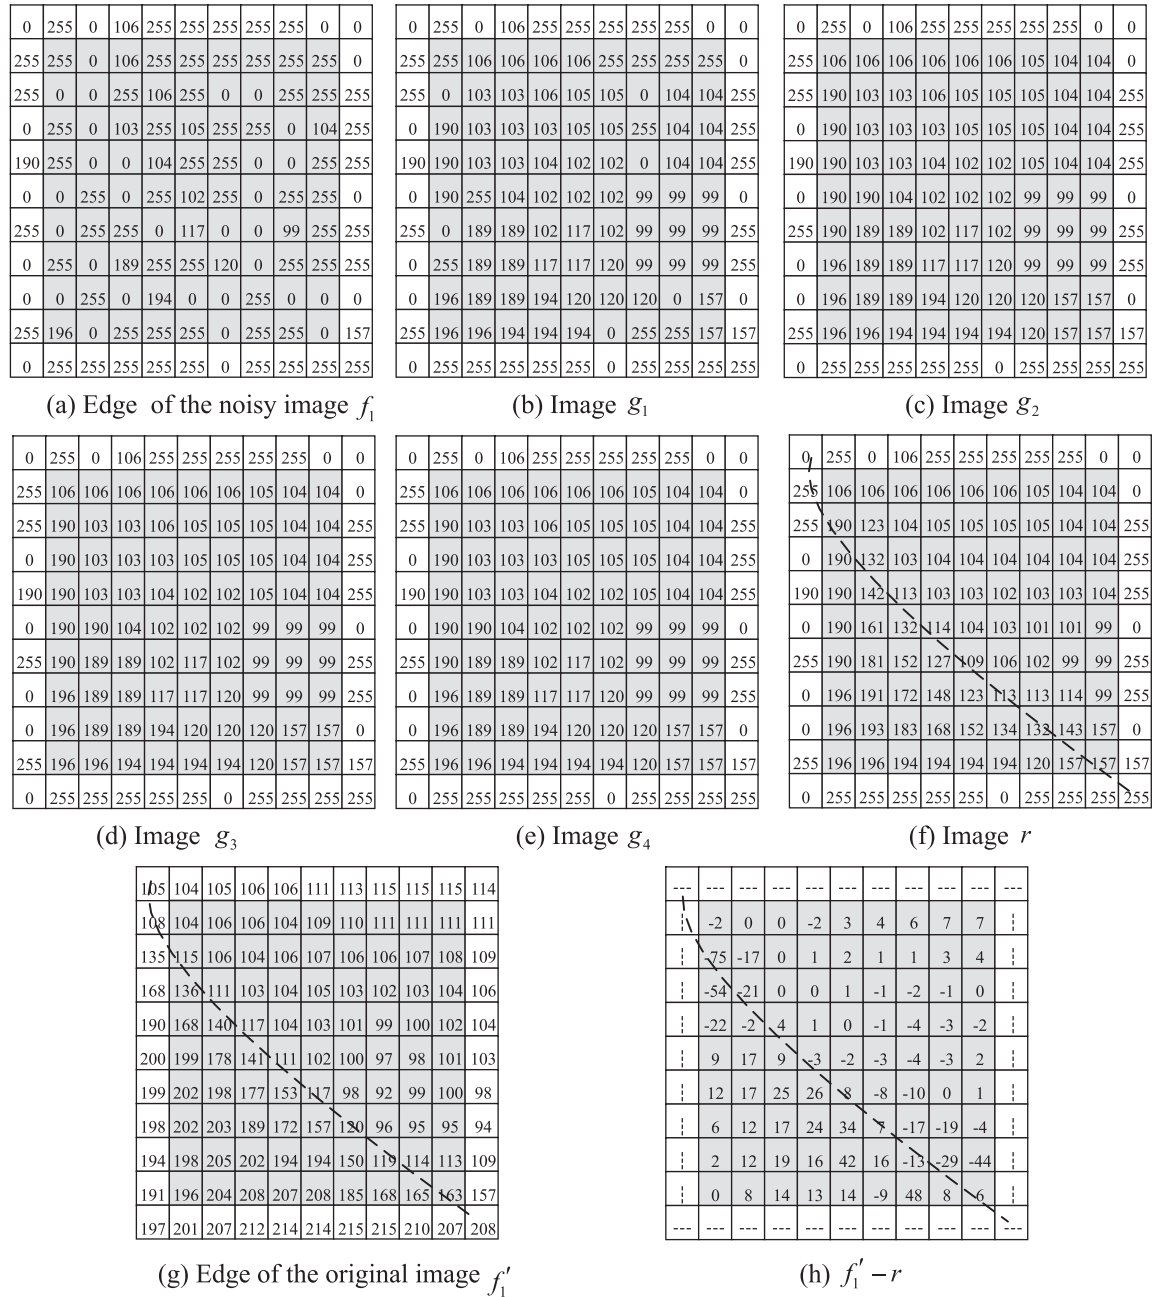 0 255 0 106 255 255 255 255 255 0 0
255 255 0 106 255 255 255 255 255 255 0
255 0 0 255 106 255 0 0 255 255 255
0 255 0 103 255 105 255 255 0 104 255
190 255 0 0 104 255 255 0 0 255 255
0 0 255 0 255 102 255 0 255 255 0
255 0 255 255 0 117 0 0 99 255 255
0 255 0 189 255 255 120 0 255 255 255
0 0 255 0 194 0 0 255 0 0 0
255 196 0 255 255 255 0 255 255 0 157
0 255 255 255 255 255 0 255 255 255 255
(a) Edge of the noisy image f₁
0 255 0 106 255 255 255 255 255 0 0
255 255 106 106 106 106 255 255 255 255 0
255 0 103 103 106 105 105 0 104 104 255
0 190 103 103 103 105 105 255 104 104 255
190 190 103 103 104 102 102 0 104 104 255
0 190 255 104 102 102 102 99 99 99 0
255 0 189 189 102 117 102 99 99 99 255
0 255 189 189 117 117 120 99 99 99 255
0 196 189 189 194 120 120 120 0 157 0
255 196 196 194 194 194 0 255 255 157 157
0 255 255 255 255 255 0 255 255 255 255
(b) Image g₁
0 255 0 106 255 255 255 255 255 0 0
255 106 106 106 106 106 106 105 104 104 0
255 190 103 103 106 105 105 105 104 104 255
0 190 103 103 103 105 105 105 104 104 255
190 190 103 103 104 102 102 105 104 104 255
0 190 190 104 102 102 102 99 99 99 0
255 190 189 189 102 117 102 99 99 99 255
0 196 189 189 117 117 120 99 99 99 255
0 196 189 189 194 120 120 120 157 157 0
255 196 196 194 194 194 194 120 157 157 157
0 255 255 255 255 255 0 255 255 255 255
(c) Image g₂
0 255 0 106 255 255 255 255 255 0 0
255 106 106 106 106 106 106 105 104 104 0
255 190 103 103 106 105 105 105 104 104 255
0 190 103 103 103 105 105 105 104 104 255
190 190 103 103 104 102 102 105 104 104 255
0 190 190 104 102 102 102 99 99 99 0
255 190 189 189 102 117 102 99 99 99 255
0 196 189 189 117 117 120 99 99 99 255
0 196 189 189 194 120 120 120 157 157 0
255 196 196 194 194 194 194 120 157 157 157
0 255 255 255 255 255 0 255 255 255 255
(d) Image g₃
0 255 0 106 255 255 255 255 255 0 0
255 106 106 106 106 106 106 105 104 104 0
255 190 103 103 106 105 105 105 104 104 255
0 190 103 103 103 105 105 105 104 104 255
190 190 103 103 104 102 102 105 104 104 255
0 190 190 104 102 102 102 99 99 99 0
255 190 189 189 102 117 102 99 99 99 255
0 196 189 189 117 117 120 99 99 99 255
0 196 189 189 194 120 120 120 157 157 0
255 196 196 194 194 194 194 120 157 157 157
0 255 255 255 255 255 0 255 255 255 255
(e) Image g₄
0 255 0 106 255 255 255 255 255 0 0
255 106 106 106 106 106 106 105 104 104 0
255 190 123 104 105 105 105 105 104 104 255
0 190 132 103 104 104 104 104 104 104 255
190 190 142 113 103 103 102 103 103 104 255
0 190 161 132 114 104 103 101 101 99 0
255 190 181 152 127 109 106 102 99 99 255
0 196 191 172 148 123 113 113 114 99 255
0 196 193 183 168 152 134 132 143 157 0
255 196 196 194 194 194 194 120 157 157 157
0 255 255 255 255 255 0 255 255 255 255
(f) Image r
105 104 105 106 106 111 113 115 115 115 114
108 104 106 106 104 109 110 111 111 111 111
135 115 106 104 106 107 106 106 107 108 109
168 136 111 103 104 105 103 102 103 104 106
190 168 140 117 104 103 101 99 100 102 104
200 199 178 141 111 102 100 97 98 101 103
199 202 198 177 153 117 98 92 99 100 98
198 202 203 189 172 157 120 96 95 95 94
194 198 205 202 194 194 150 119 114 113 109
191 196 204 208 207 208 185 168 165 163 157
197 201 207 212 214 214 215 215 210 207 208
(g) Edge of the original image f₁′
--- --- --- --- --- --- --- --- --- --- ---
-2 0 0 -2 3 4 6 7 7
-75 -17 0 1 2 1 1 3 4
-54 -21 0 0 1 -1 -2 -1 0
-22 -2 4 1 0 -1 -4 -3 -2
9 17 9 -3 -2 -3 -4 -3 2
12 17 25 26 8 -8 -10 0 1
6 12 17 24 34 7 -17 -19 -4
2 12 19 16 42 16 -13 -29 -44
0 8 14 13 14 -9 48 8 6
--- --- --- --- --- --- --- --- --- --- ---
(h) f₁′ − r